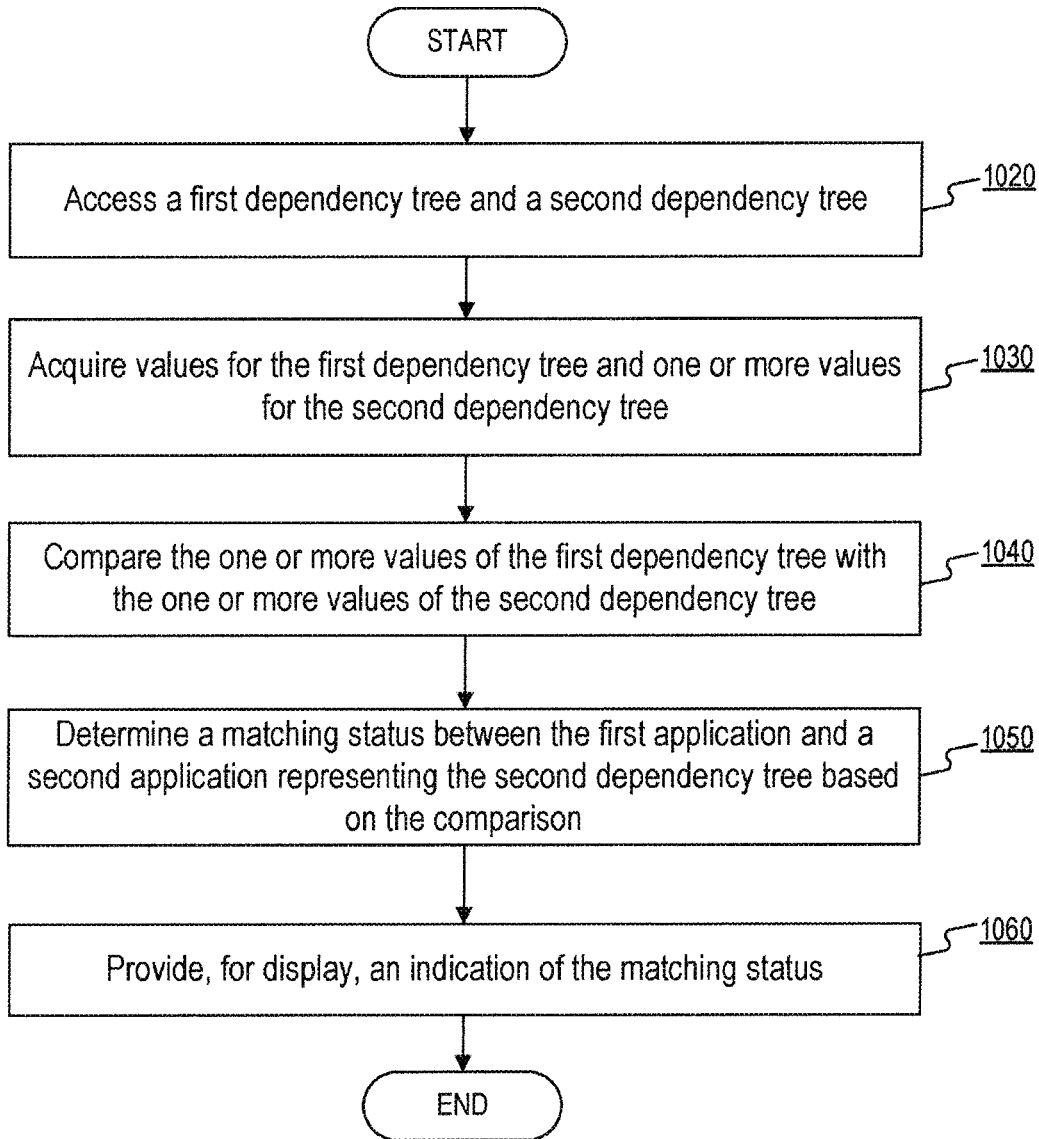 START
Access a first dependency tree and a second dependency tree
1020
Acquire values for the first dependency tree and one or more values
for the second dependency tree
1030
Compare the one or more values of the first dependency tree with
the one or more values of the second dependency tree
1040
Determine a matching status between the first application and a
second application representing the second dependency tree based
on the comparison
1050
Provide, for display, an indication of the matching status
1060
END